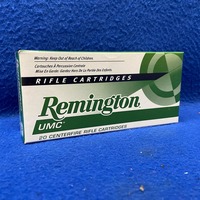 Warning: Keep Out of Reach of Children.
Cartouches À Percussion Centrale
RIFLE CARTRIDGES
Remington
UMC
20 CENTERFIRE RIFLE CARTRIDGES